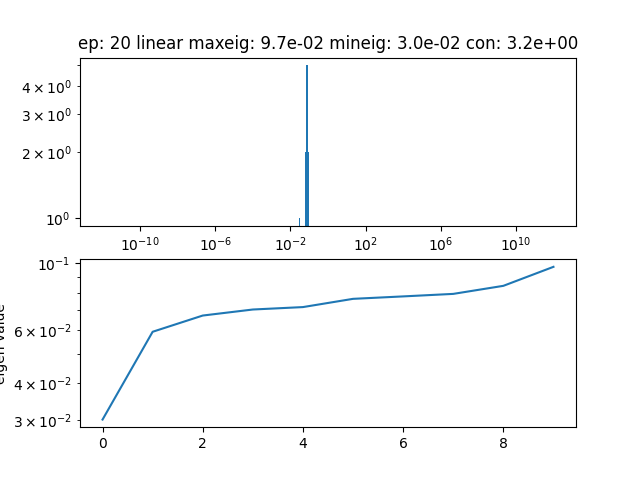 ep: 20 linear maxeig: 9.7e-02 mineig: 3.0e-02 con: 3.2e+00
4 × 10⁰
3 × 10⁰
2 × 10⁰
10⁰
10⁻¹⁰ 10⁻⁶ 10⁻² 10² 10⁶ 10¹⁰
10⁻¹
6 × 10⁻²
4 × 10⁻²
3 × 10⁻²
eigen value
0 2 4 6 8